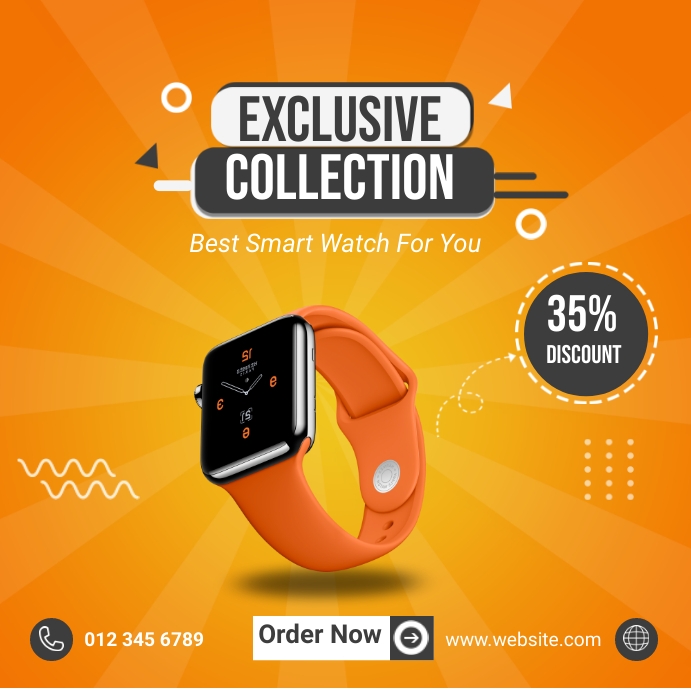 EXCLUSIVE
COLLECTION
Best Smart Watch For You
35%
DISCOUNT
012 345 6789
Order Now
www.website.com